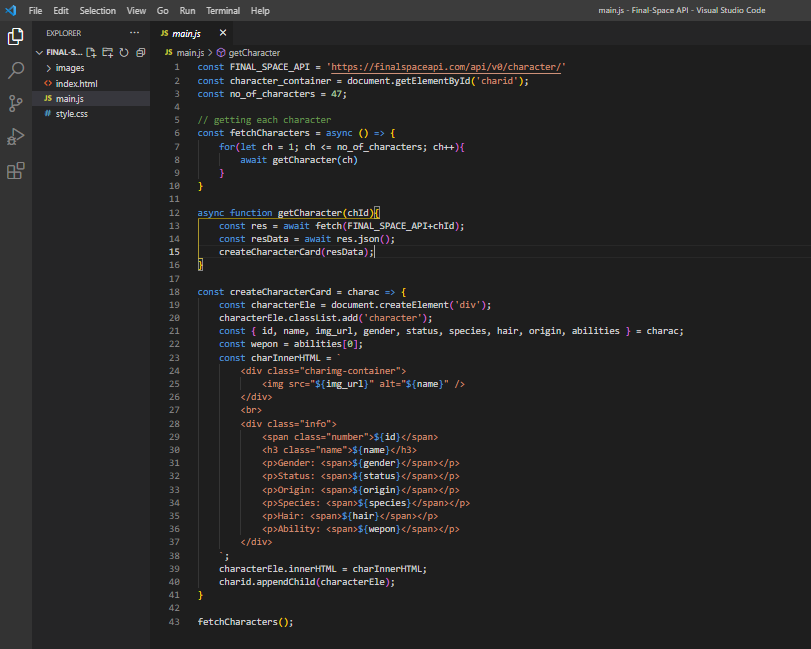 File Edit Selection View Go Run Terminal Help main.js - Final-Space API - Visual Studio Code
EXPLORER ...
FINAL-S...
images
index.html
JS main.js
# style.css
JS main.js ×
JS main.js > getCharacter
1 const FINAL_SPACE_API = 'https://finalspaceapi.com/api/v0/character/'
2 const character_container = document.getElementById('charid');
3 const no_of_characters = 47;
4
5 // getting each character
6 const fetchCharacters = async () => {
7 for(let ch = 1; ch <= no_of_characters; ch++){
8 await getCharacter(ch)
9 }
10 }
11
12 async function getCharacter(chId){
13 const res = await fetch(FINAL_SPACE_API+chId);
14 const resData = await res.json();
15 createCharacterCard(resData);
16 }
17
18 const createCharacterCard = charac => {
19 const characterEle = document.createElement('div');
20 characterEle.classList.add('character');
21 const { id, name, img_url, gender, status, species, hair, origin, abilities } = charac;
22 const wepon = abilities[0];
23 const charInnerHTML = `
24 <div class="charimg-container">
25 <img src="${img_url}" alt="${name}" />
26 </div>
27 <br>
28 <div class="info">
29 <span class="number">${id}</span>
30 <h3 class="name">${name}</h3>
31 <p>Gender: <span>${gender}</span></p>
32 <p>Status: <span>${status}</span></p>
33 <p>Origin: <span>${origin}</span></p>
34 <p>Species: <span>${species}</span></p>
35 <p>Hair: <span>${hair}</span></p>
36 <p>Ability: <span>${wepon}</span></p>
37 </div>
38 `;
39 characterEle.innerHTML = charInnerHTML;
40 charid.appendChild(characterEle);
41 }
42
43 fetchCharacters();